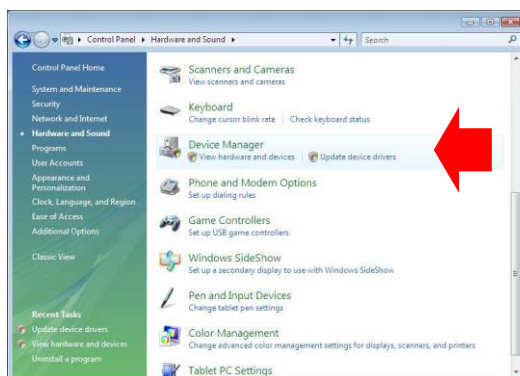 Control Panel Hardware and Sound
Search
Control Panel Home
System and Maintenance
Security
Network and Internet
Hardware and Sound
Programs
User Accounts
Appearance and
Personalization
Clock, Language, and Region
Ease of Access
Additional Options
Classic View
Recent Tasks
Update device drivers
View hardware and devices
Uninstall a program
Scanners and Cameras
View scanners and cameras
Keyboard
Change cursor blink rate Check keyboard status
Device Manager
View hardware and devices Update device drivers
Phone and Modem Options
Set up dialing rules
Game Controllers
Set up USB game controllers
Windows SideShow
Set up a secondary display to use with Windows SideShow
Pen and Input Devices
Change tablet pen settings
Color Management
Change advanced color management settings for displays, scanners, and printers
Tablet PC Settings